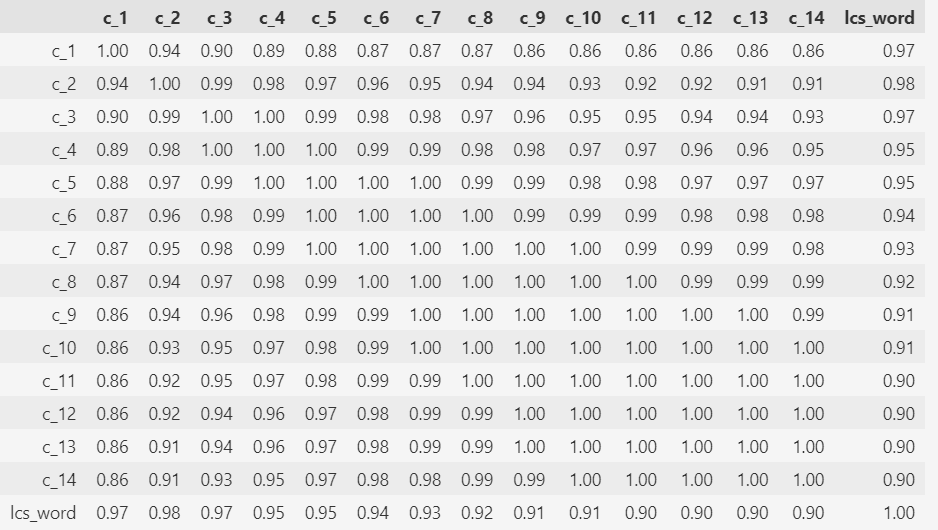 c_1 c_2 c_3 c_4 c_5 c_6 c_7 c_8 c_9 c_10 c_11 c_12 c_13 c_14 lcs_word
c_1 1.00 0.94 0.90 0.89 0.88 0.87 0.87 0.87 0.86 0.86 0.86 0.86 0.86 0.86 0.97
c_2 0.94 1.00 0.99 0.98 0.97 0.96 0.95 0.94 0.94 0.93 0.92 0.92 0.91 0.91 0.98
c_3 0.90 0.99 1.00 1.00 0.99 0.98 0.98 0.97 0.96 0.95 0.95 0.94 0.94 0.93 0.97
c_4 0.89 0.98 1.00 1.00 1.00 0.99 0.99 0.98 0.98 0.97 0.97 0.96 0.96 0.95 0.95
c_5 0.88 0.97 0.99 1.00 1.00 1.00 1.00 0.99 0.99 0.98 0.98 0.97 0.97 0.97 0.95
c_6 0.87 0.96 0.98 0.99 1.00 1.00 1.00 1.00 0.99 0.99 0.99 0.98 0.98 0.98 0.94
c_7 0.87 0.95 0.98 0.99 1.00 1.00 1.00 1.00 1.00 1.00 0.99 0.99 0.99 0.98 0.93
c_8 0.87 0.94 0.97 0.98 0.99 1.00 1.00 1.00 1.00 1.00 1.00 0.99 0.99 0.99 0.92
c_9 0.86 0.94 0.96 0.98 0.99 0.99 1.00 1.00 1.00 1.00 1.00 1.00 1.00 0.99 0.91
c_10 0.86 0.93 0.95 0.97 0.98 0.99 1.00 1.00 1.00 1.00 1.00 1.00 1.00 1.00 0.91
c_11 0.86 0.92 0.95 0.97 0.98 0.99 0.99 1.00 1.00 1.00 1.00 1.00 1.00 1.00 0.90
c_12 0.86 0.92 0.94 0.96 0.97 0.98 0.99 0.99 1.00 1.00 1.00 1.00 1.00 1.00 0.90
c_13 0.86 0.91 0.94 0.96 0.97 0.98 0.99 0.99 1.00 1.00 1.00 1.00 1.00 1.00 0.90
c_14 0.86 0.91 0.93 0.95 0.97 0.98 0.98 0.99 0.99 1.00 1.00 1.00 1.00 1.00 0.90
lcs_word 0.97 0.98 0.97 0.95 0.95 0.94 0.93 0.92 0.91 0.91 0.90 0.90 0.90 0.90 1.00